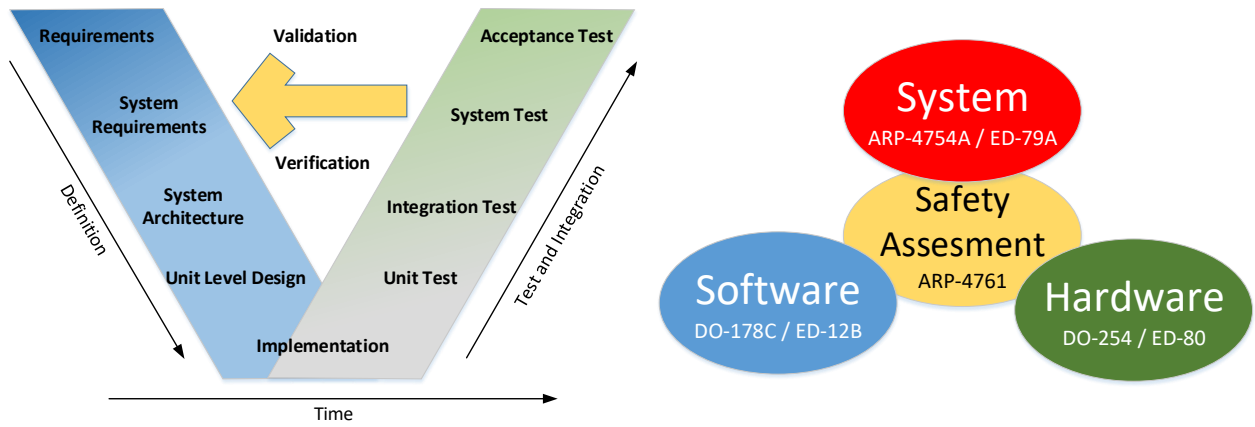 Requirements
Validation
Acceptance Test
System
Requirements
System Test
Verification
System
Architecture
Integration Test
Definition
Unit Level Design
Unit Test
Test and Integration
Implementation
Time
System
ARP-4754A / ED-79A
Safety
Assesment
ARP-4761
Software
DO-178C / ED-12B
Hardware
DO-254 / ED-80